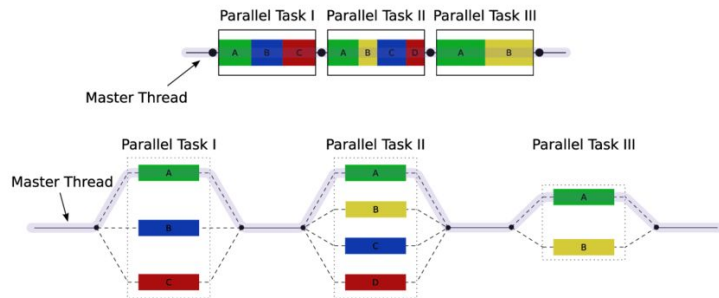 Parallel Task I Parallel Task II Parallel Task III
A B C A B C D A B
Master Thread
Parallel Task I Parallel Task II Parallel Task III
Master Thread
A A A
B B
B C B
C D